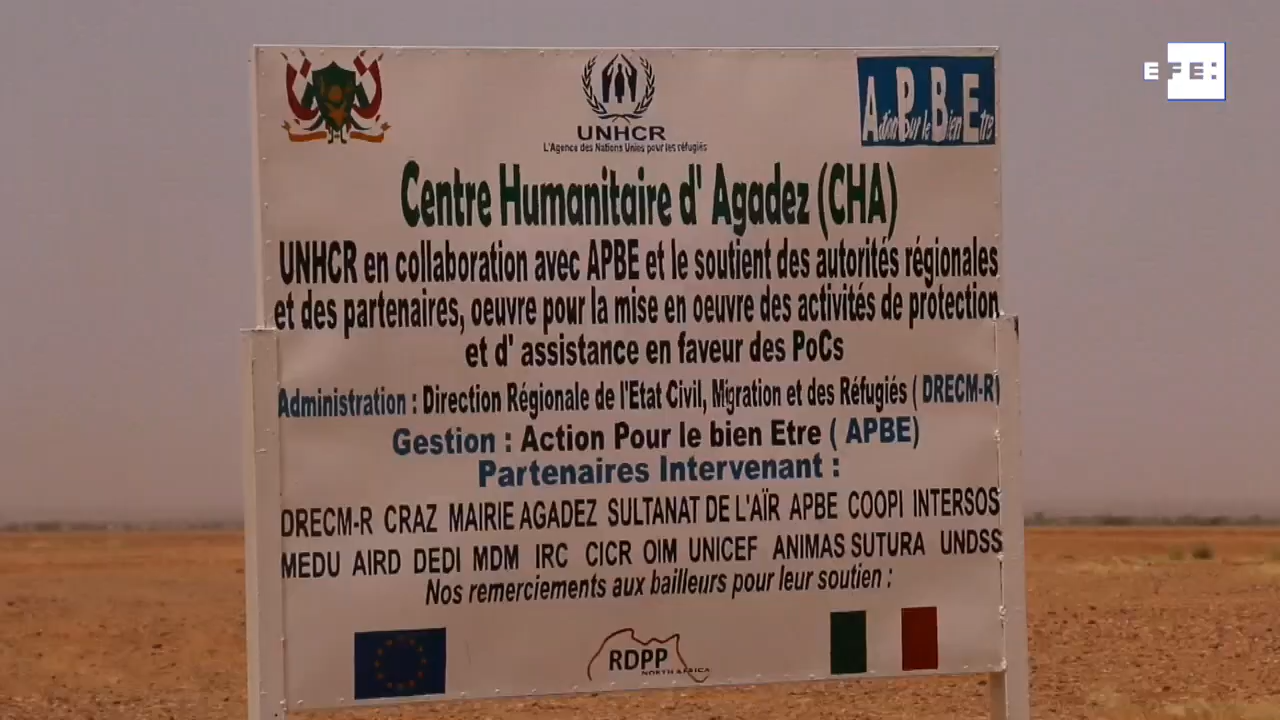 EFE:
UNHCR
L'Agence des Nations Unies pour les réfugiés
APBE
Action Pour le Bien Etre
Centre Humanitaire d' Agadez (CHA)
UNHCR en collaboration avec APBE et le soutient des autorités régionales
et des partenaires, oeuvre pour la mise en oeuvre des activités de protection
et d' assistance en faveur des PoCs
Administration : Direction Régionale de l'Etat Civil, Migration et des Réfugiés ( DRECM-R)
Gestion : Action Pour le bien Etre ( APBE)
Partenaires Intervenant :
DRECM-R CRAZ MAIRIE AGADEZ SULTANAT DE L'AÏR APBE COOPI INTERSOS
MEDU AIRD DEDI MDM IRC CICR OIM UNICEF ANIMAS SUTURA UNDSS
Nos remerciements aux bailleurs pour leur soutien :
RDPP
NORTH AFRICA